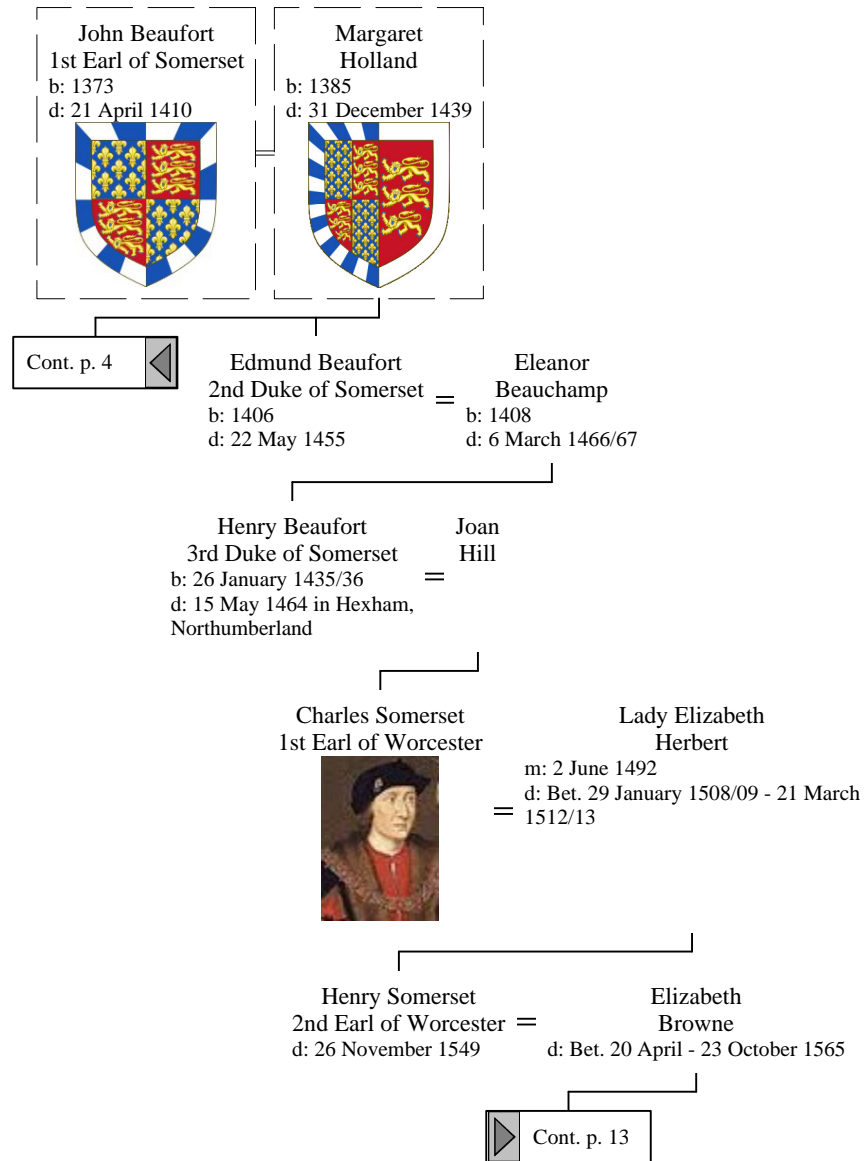 John Beaufort
1st Earl of Somerset
b: 1373
d: 21 April 1410
Margaret
Holland
b: 1385
d: 31 December 1439
=
Cont. p. 4
Edmund Beaufort
2nd Duke of Somerset
b: 1406
d: 22 May 1455
=
Eleanor
Beauchamp
b: 1408
d: 6 March 1466/67
Henry Beaufort
3rd Duke of Somerset
b: 26 January 1435/36
d: 15 May 1464 in Hexham,
Northumberland
=
Joan
Hill
Charles Somerset
1st Earl of Worcester
=
Lady Elizabeth
Herbert
m: 2 June 1492
d: Bet. 29 January 1508/09 - 21 March
1512/13
Henry Somerset
2nd Earl of Worcester
d: 26 November 1549
=
Elizabeth
Browne
d: Bet. 20 April - 23 October 1565
Cont. p. 13